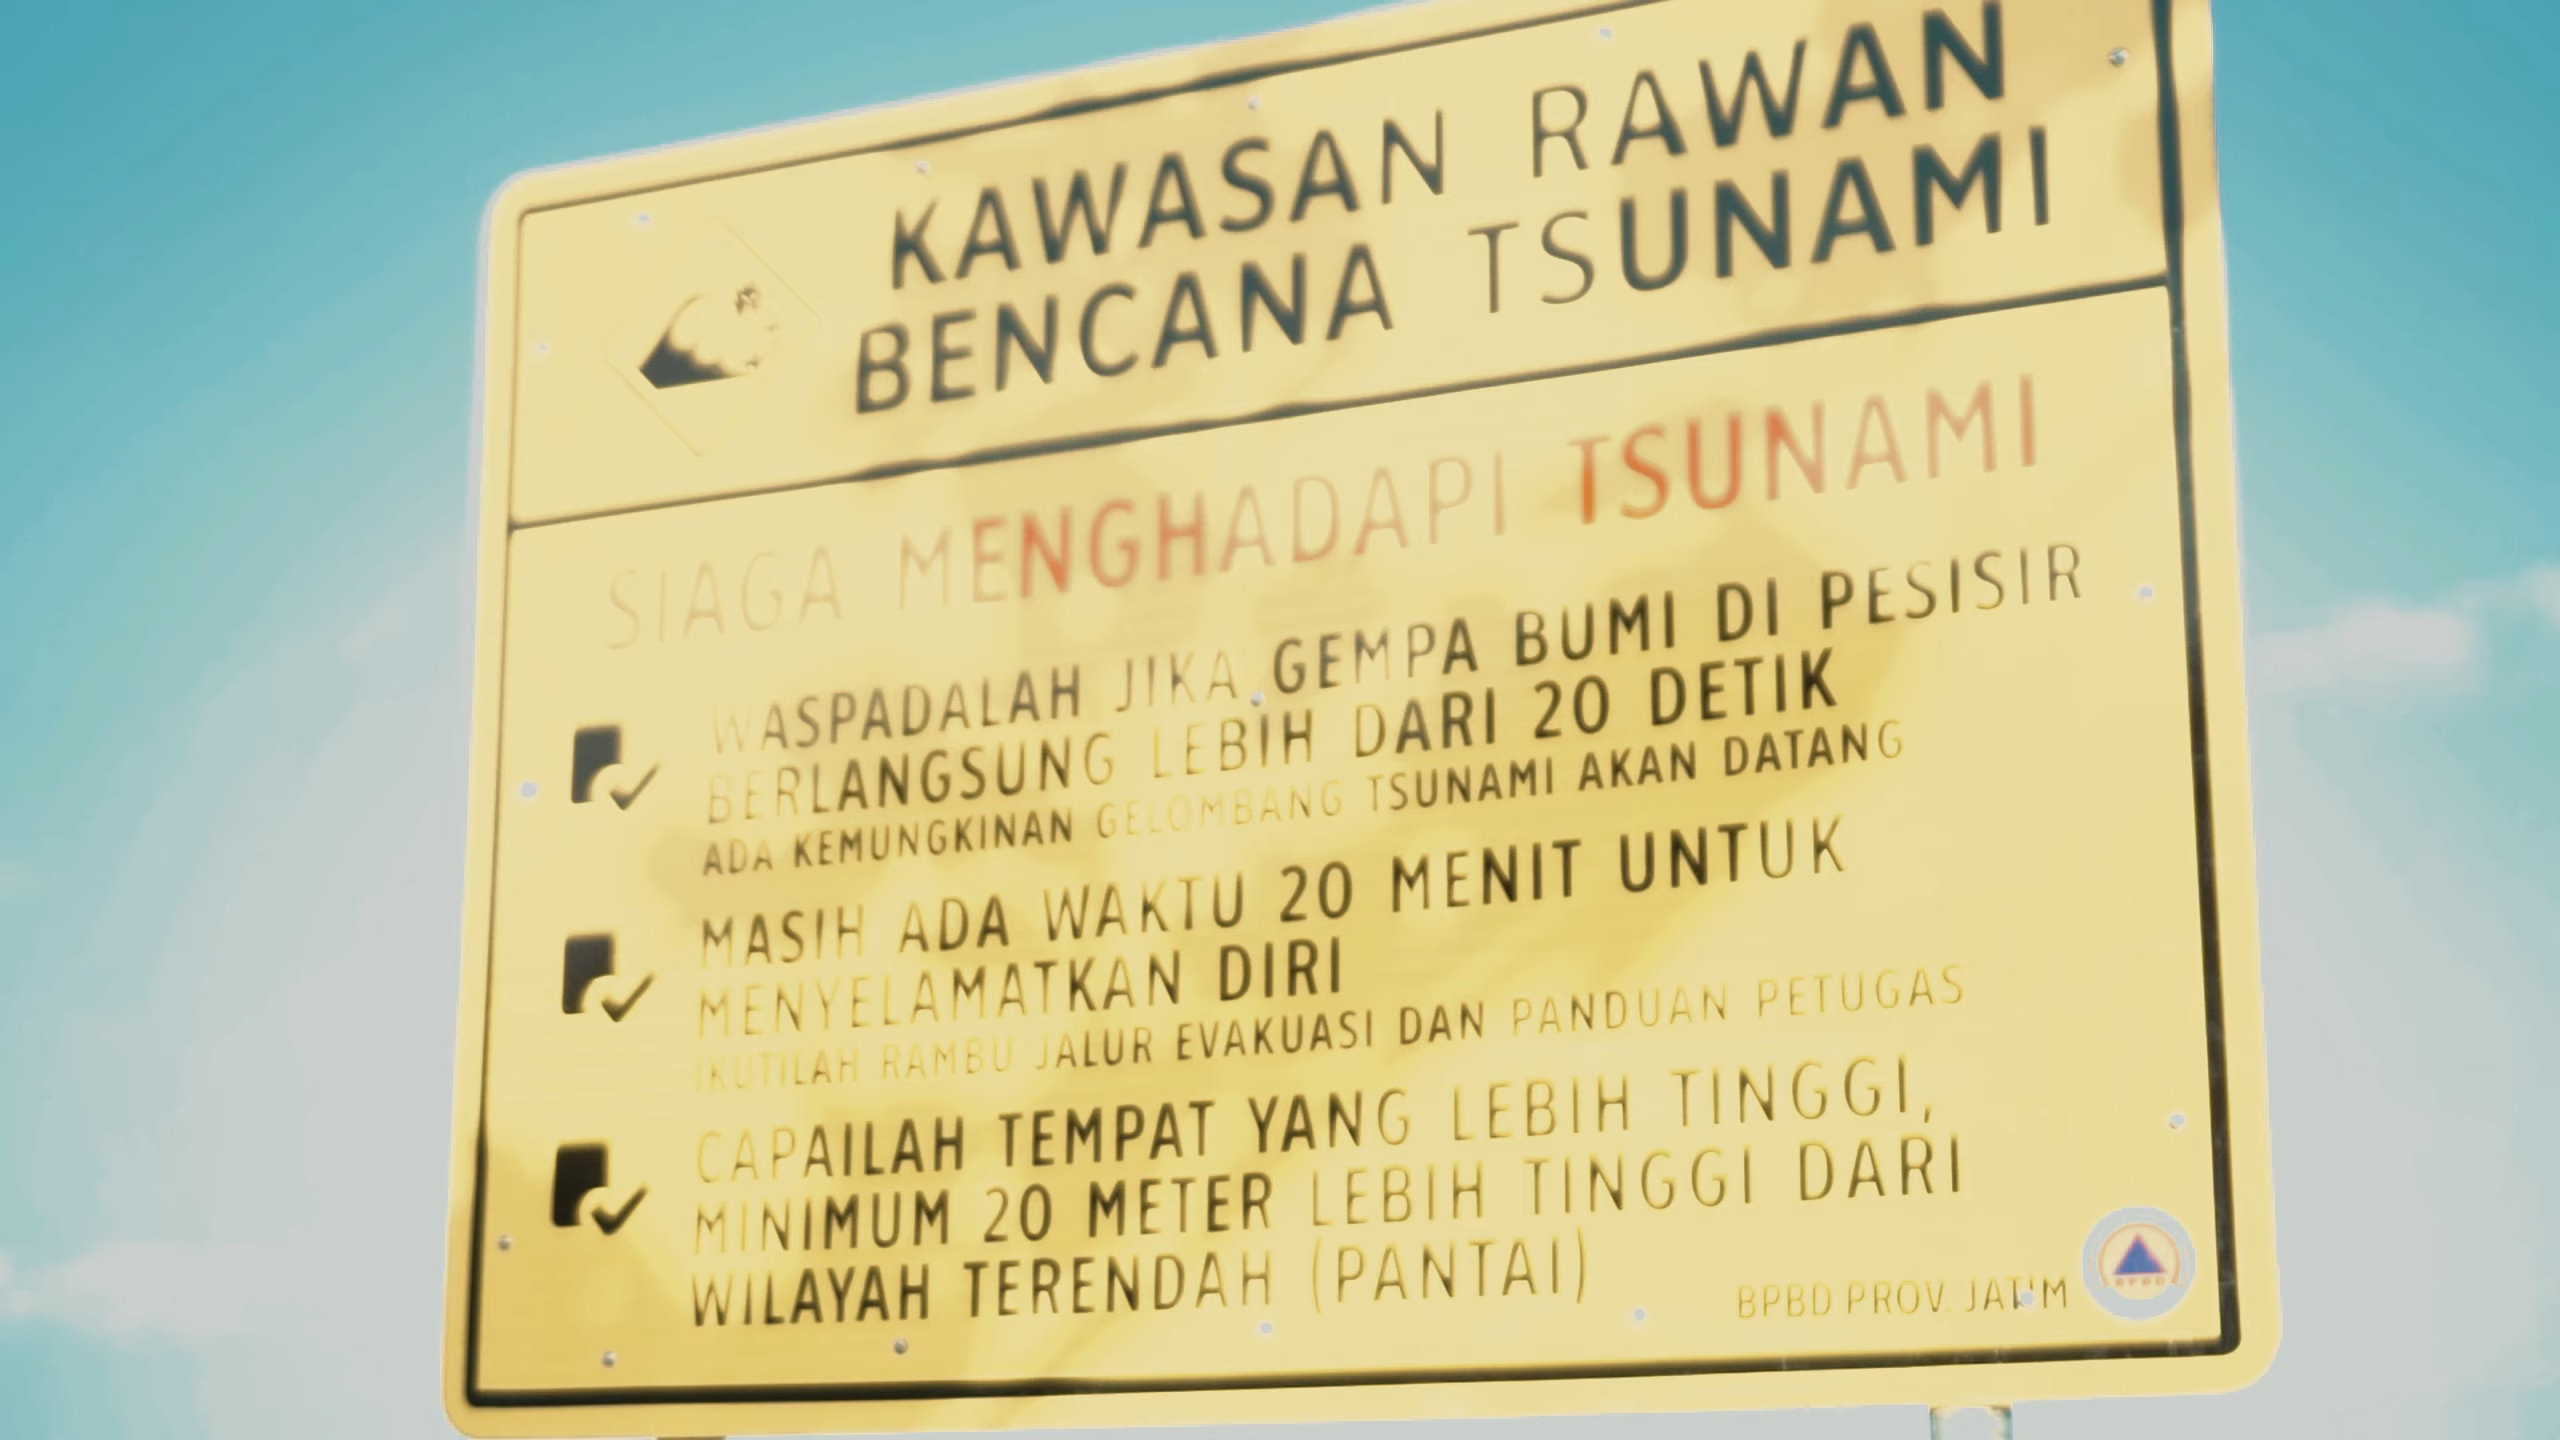 KAWASAN RAWAN
BENCANA TSUNAMI
SIAGA MENGHADAPI TSUNAMI
WASPADALAH JIKA GEMPA BUMI DI PESISIR
BERLANGSUNG LEBIH DARI 20 DETIK
ADA KEMUNGKINAN GELOMBANG TSUNAMI AKAN DATANG
MASIH ADA WAKTU 20 MENIT UNTUK
MENYELAMATKAN DIRI
IKUTILAH RAMBU JALUR EVAKUASI DAN PANDUAN PETUGAS
CAPAILAH TEMPAT YANG LEBIH TINGGI,
MINIMUM 20 METER LEBIH TINGGI DARI
WILAYAH TERENDAH (PANTAI)
BPBD PROV. JATIM
BPBD